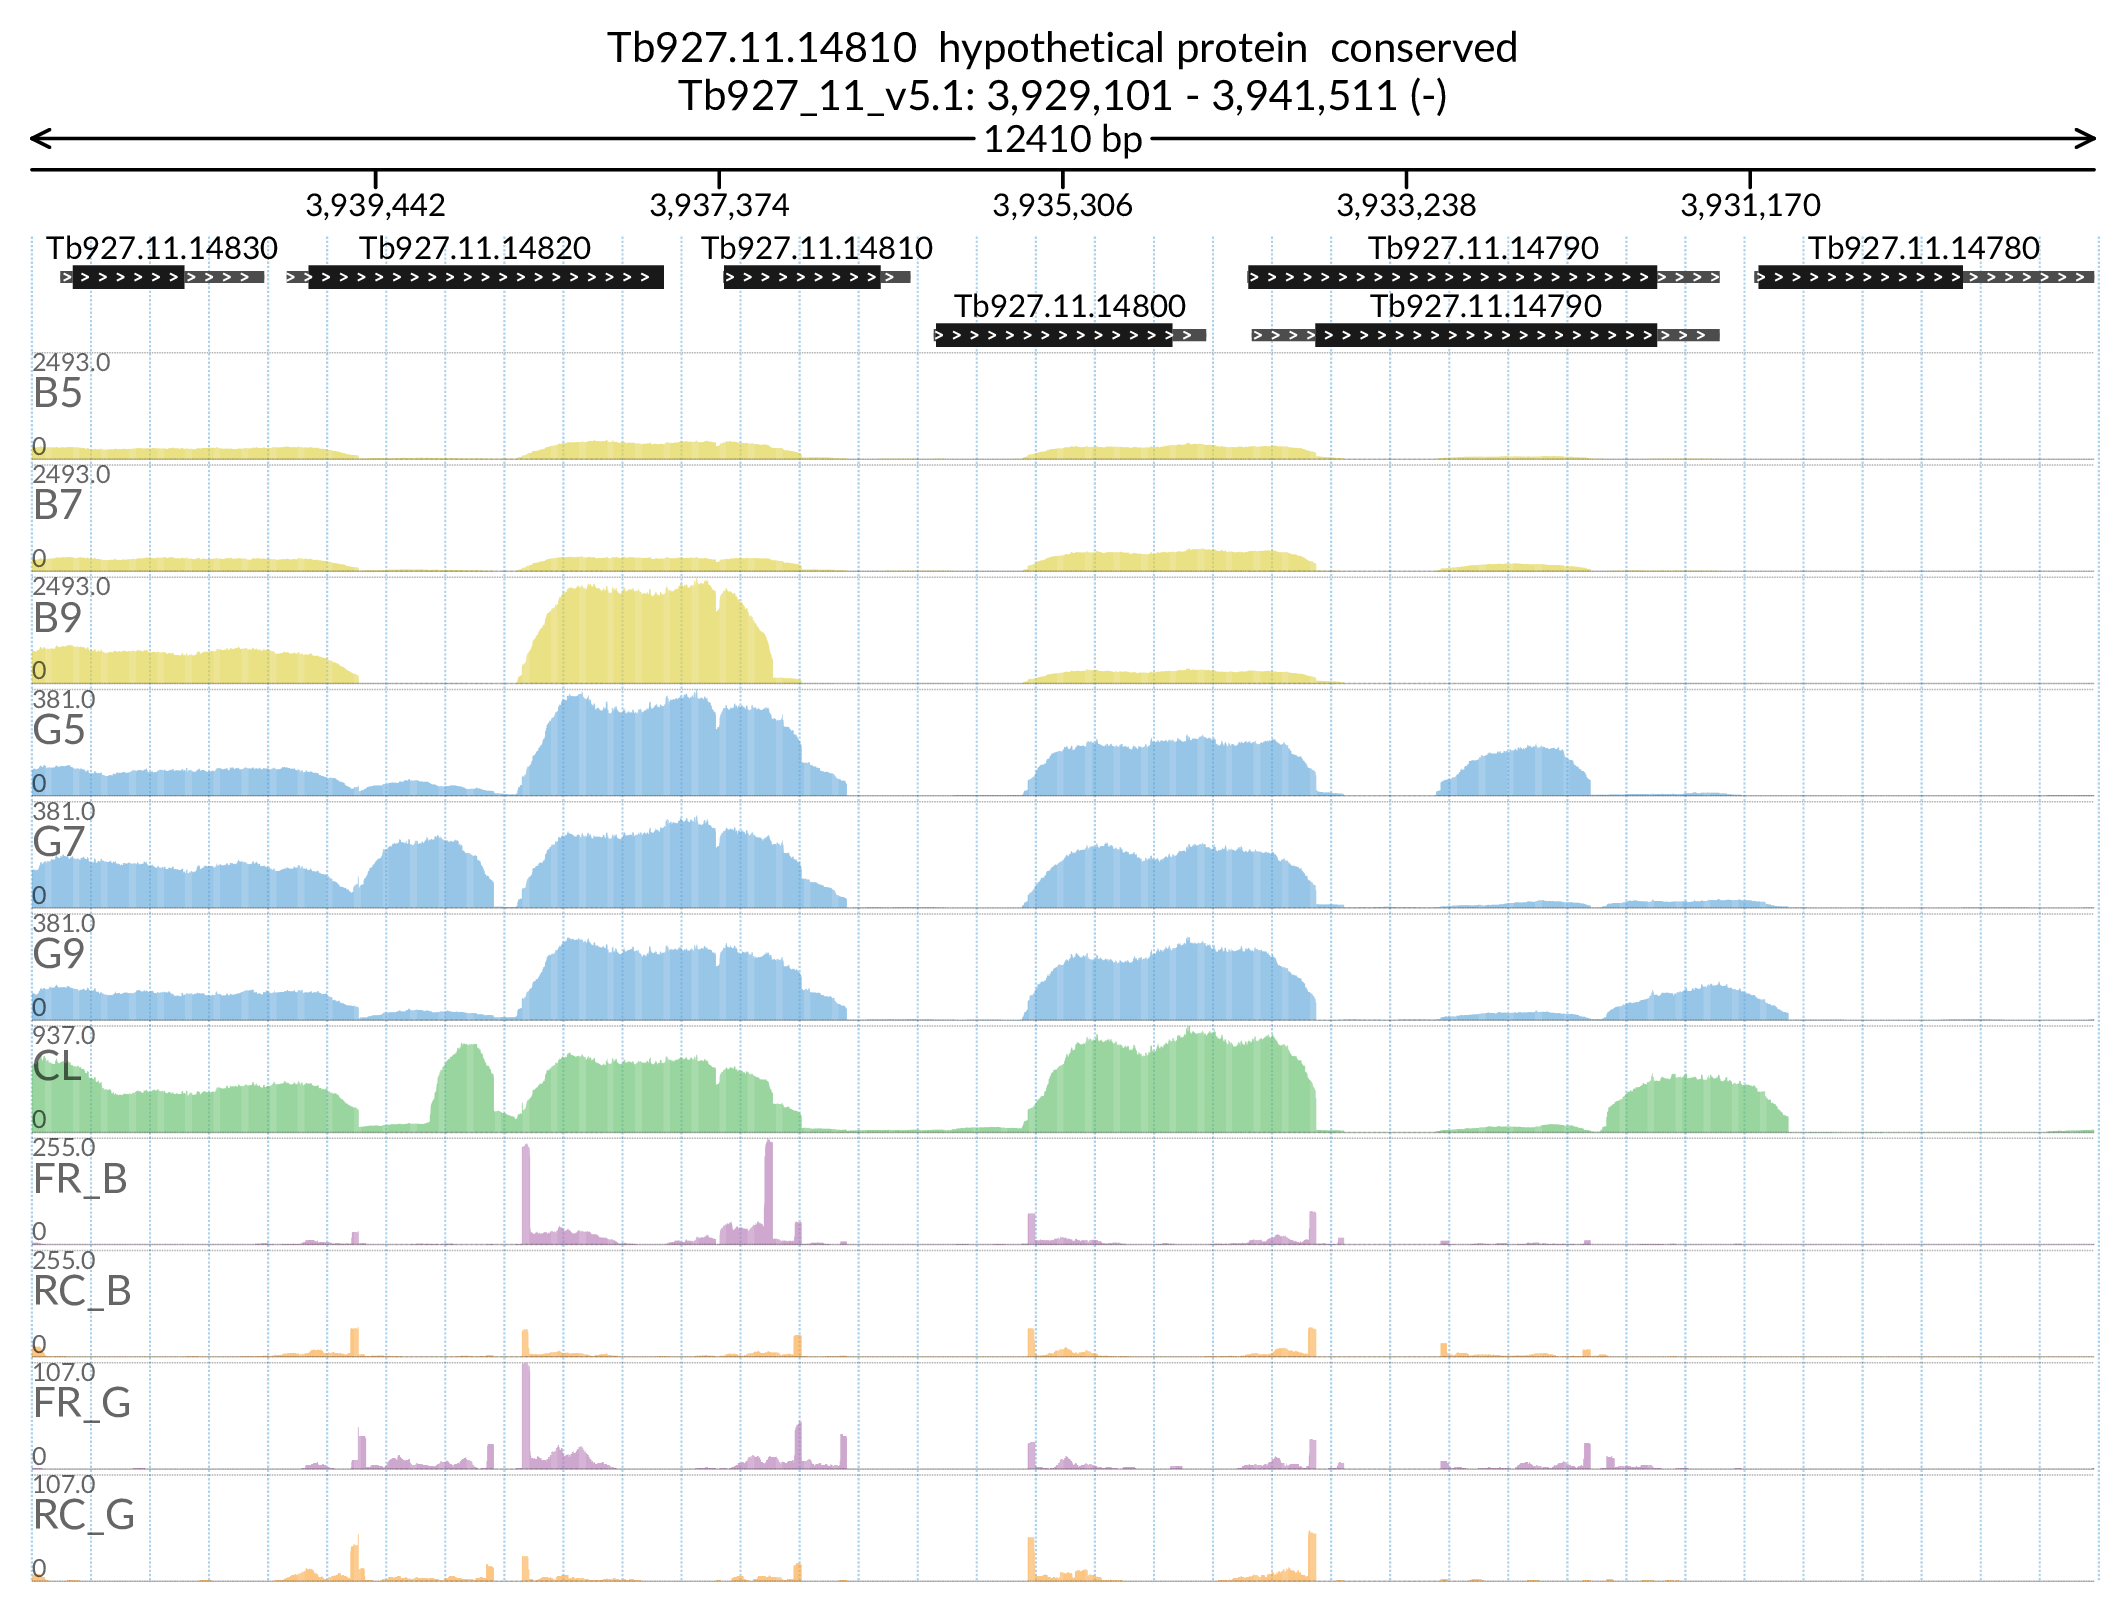 Tb927.11.14810 hypothetical protein conserved
Tb927_11_v5.1: 3,929,101 - 3,941,511 (-)
12410 bp
3,939,442 3,937,374 3,935,306 3,933,238 3,931,170
Tb927.11.14830 Tb927.11.14820 Tb927.11.14810 Tb927.11.14790 Tb927.11.14780
Tb927.11.14800 Tb927.11.14790
2493.0
B5
0
2493.0
B7
0
2493.0
B9
0
381.0
G5
0
381.0
G7
0
381.0
G9
0
937.0
CL
0
255.0
FR_B
0
255.0
RC_B
0
107.0
FR_G
0
107.0
RC_G
0